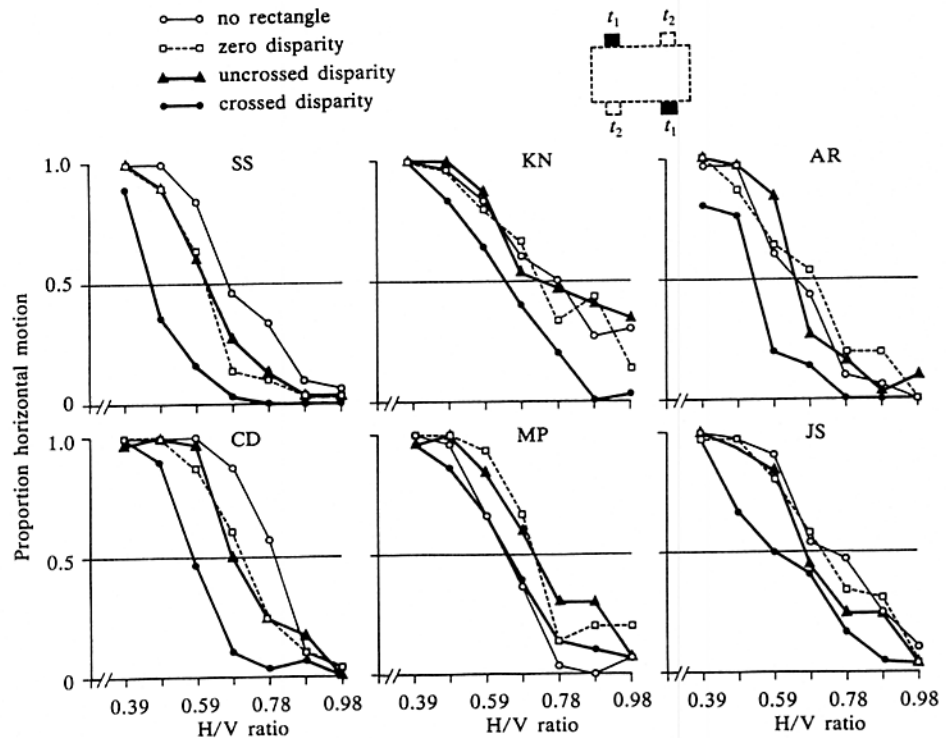 no rectangle
zero disparity
uncrossed disparity
crossed disparity
t1 t2
t2 t1
SS KN AR
1.0
0.5
0
CD MP JS
1.0
0.5
0
Proportion horizontal motion
0.39 0.59 0.78 0.98 0.39 0.59 0.78 0.98 0.39 0.59 0.78 0.98
H/V ratio H/V ratio H/V ratio